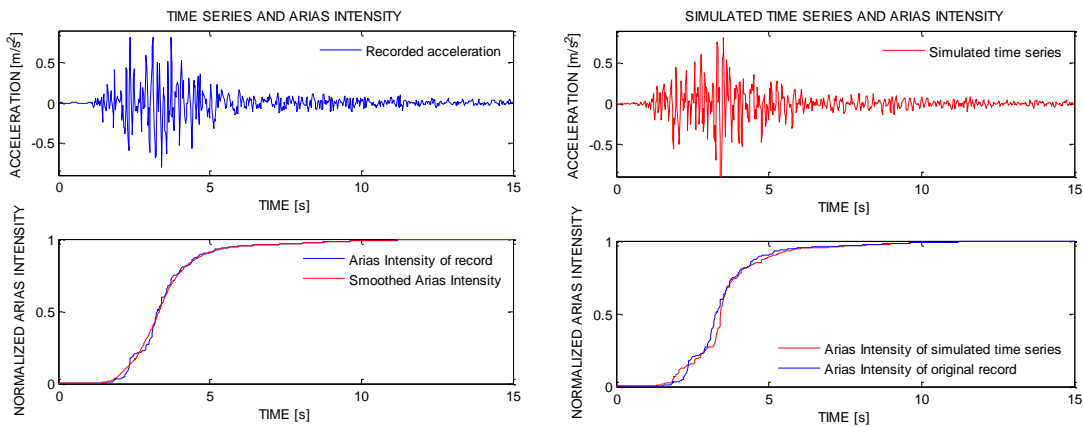 TIME SERIES AND ARIAS INTENSITY
ACCELERATION [m/s²]
0.5
0
-0.5
Recorded acceleration
0 5 10 15
TIME [s]
NORMALIZED ARIAS INTENSITY
1
0.5
0
Arias Intensity of record
Smoothed Arias Intensity
0 5 10 15
TIME [s]
SIMULATED TIME SERIES AND ARIAS INTENSITY
ACCELERATION [m/s²]
0.5
0
-0.5
Simulated time series
0 5 10 15
TIME [s]
NORMALIZED ARIAS INTENSITY
1
0.5
0
Arias Intensity of simulated time series
Arias Intensity of original record
0 5 10 15
TIME [s]